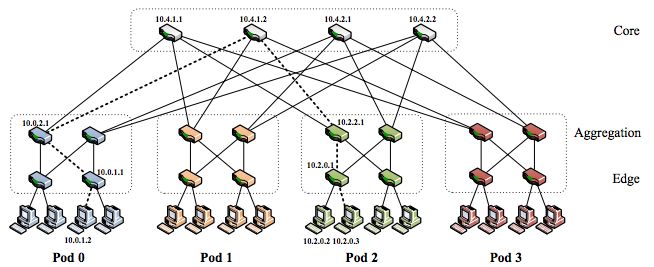 10.4.1.1 10.4.1.2 10.4.2.1 10.4.2.2
Core
10.0.2.1 10.2.2.1
Aggregation
10.0.1.1 10.2.0.1
Edge
10.0.1.2 10.2.0.2 10.2.0.3
Pod 0 Pod 1 Pod 2 Pod 3